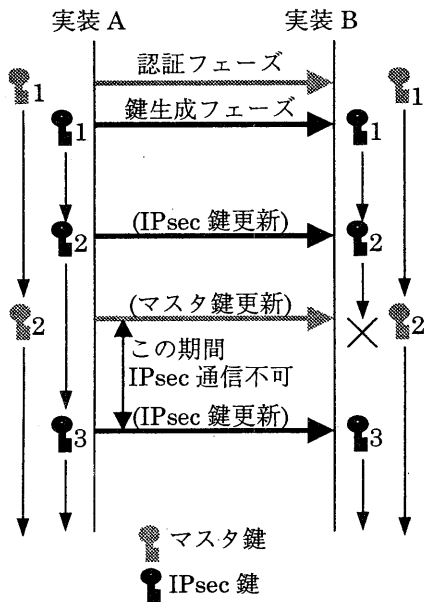 実装 A
実装 B
認証フェーズ
1
1
鍵生成フェーズ
1
1
(IPsec 鍵更新)
2
2
(マスタ鍵更新)
2
2
この期間
IPsec 通信不可
(IPsec 鍵更新)
3
3
マスタ鍵
IPsec 鍵